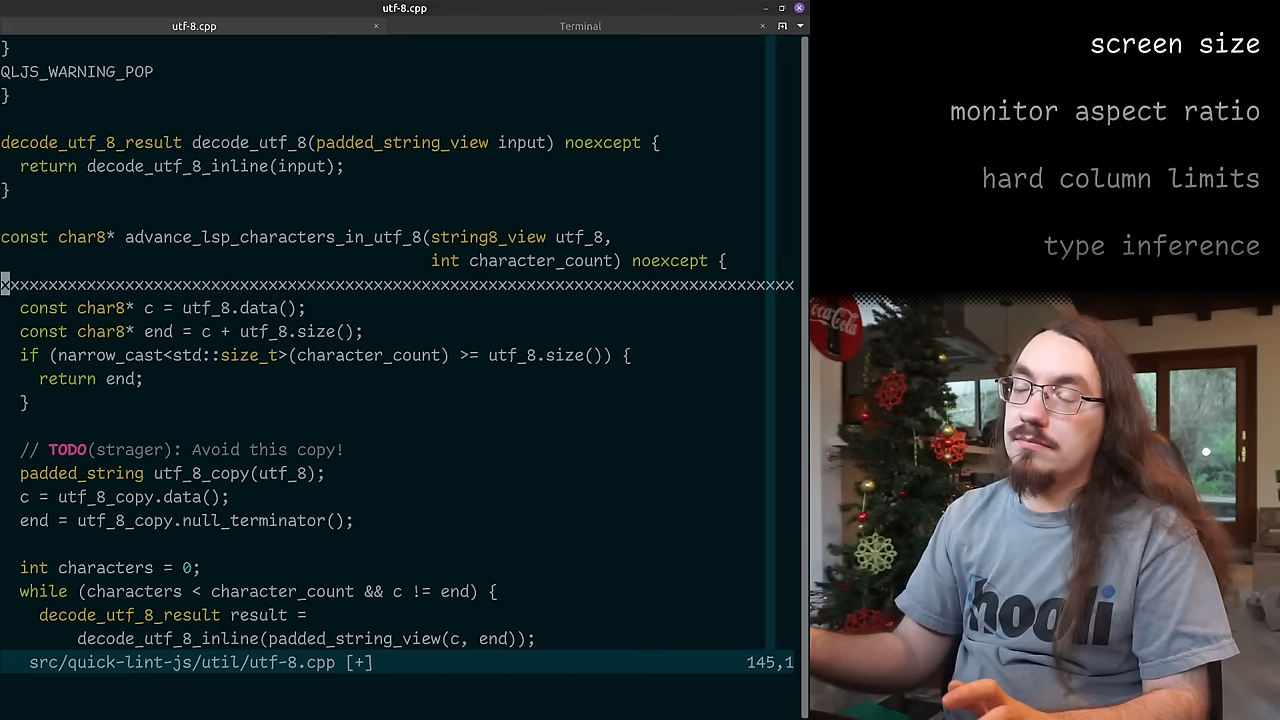 utf-8.cpp
utf-8.cpp
Terminal
}
QLJS_WARNING_POP
}
decode_utf_8_result decode_utf_8(padded_string_view input) noexcept {
  return decode_utf_8_inline(input);
}
const char8* advance_lsp_characters_in_utf_8(string8_view utf_8,
                                             int character_count) noexcept {
xxxxxxxxxxxxxxxxxxxxxxxxxxxxxxxxxxxxxxxxxxxxxxxxxxxxxxxxxxxxxxxxxxxxxxxxxxxxxxxxxxx
  const char8* c = utf_8.data();
  const char8* end = c + utf_8.size();
  if (narrow_cast<std::size_t>(character_count) >= utf_8.size()) {
    return end;
  }
  // TODO(strager): Avoid this copy!
  padded_string utf_8_copy(utf_8);
  c = utf_8_copy.data();
  end = utf_8_copy.null_terminator();
  int characters = 0;
  while (characters < character_count && c != end) {
    decode_utf_8_result result =
        decode_utf_8_inline(padded_string_view(c, end));
src/quick-lint-js/util/utf-8.cpp [+] 145,1
screen size
monitor aspect ratio
hard column limits
type inference
Coca-Cola
hooli